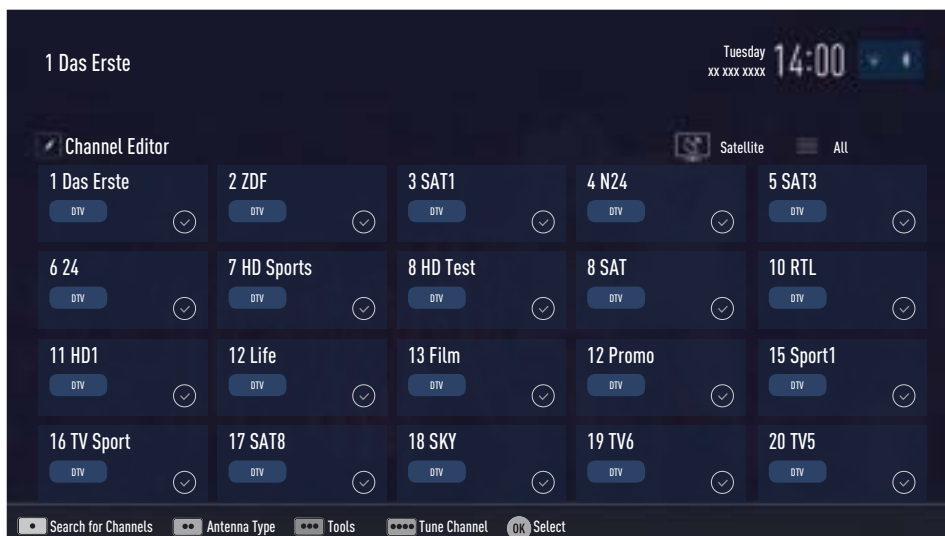 1 Das Erste
Tuesday
xx xxx xxxx
14:00
Channel Editor
Satellite
All
1 Das Erste 2 ZDF 3 SAT1 4 N24 5 SAT3
DTV DTV DTV DTV DTV
6 24 7 HD Sports 8 HD Test 8 SAT 10 RTL
DTV DTV DTV DTV DTV
11 HD1 12 Life 13 Film 12 Promo 15 Sport1
DTV DTV DTV DTV DTV
16 TV Sport 17 SAT8 18 SKY 19 TV6 20 TV5
DTV DTV DTV DTV DTV
Search for Channels Antenna Type Tools Tune Channel OK Select